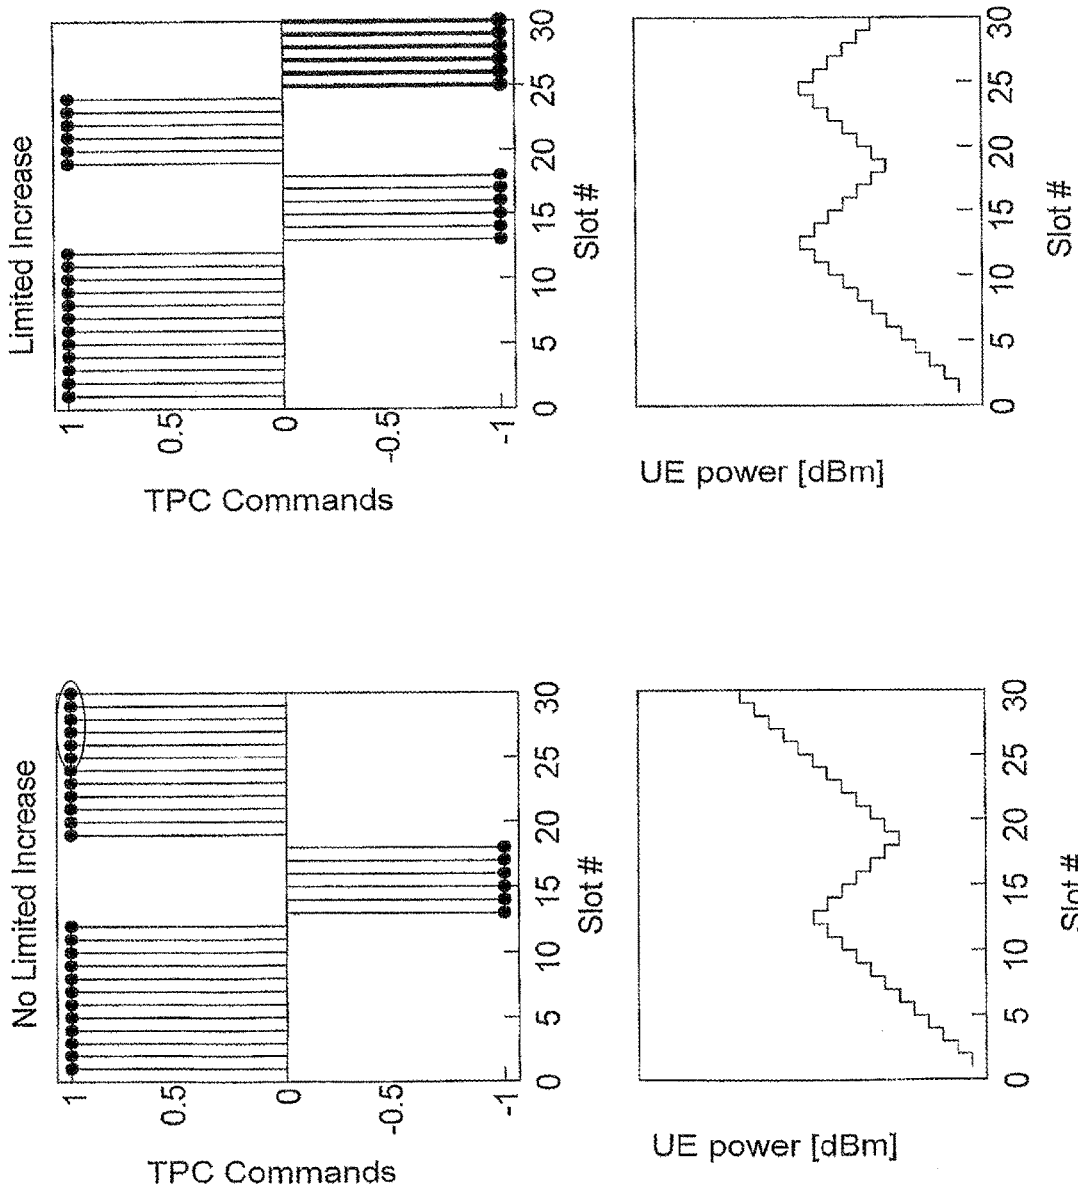 No Limited Increase
TPC Commands
1
0.5
0
-0.5
-1
0 5 10 15 20 25 30
Slot #
UE power [dBm]
0 5 10 15 20 25 30
Slot #
Limited Increase
TPC Commands
1
0.5
0
-0.5
-1
0 5 10 15 20 25 30
Slot #
UE power [dBm]
0 5 10 15 20 25 30
Slot #